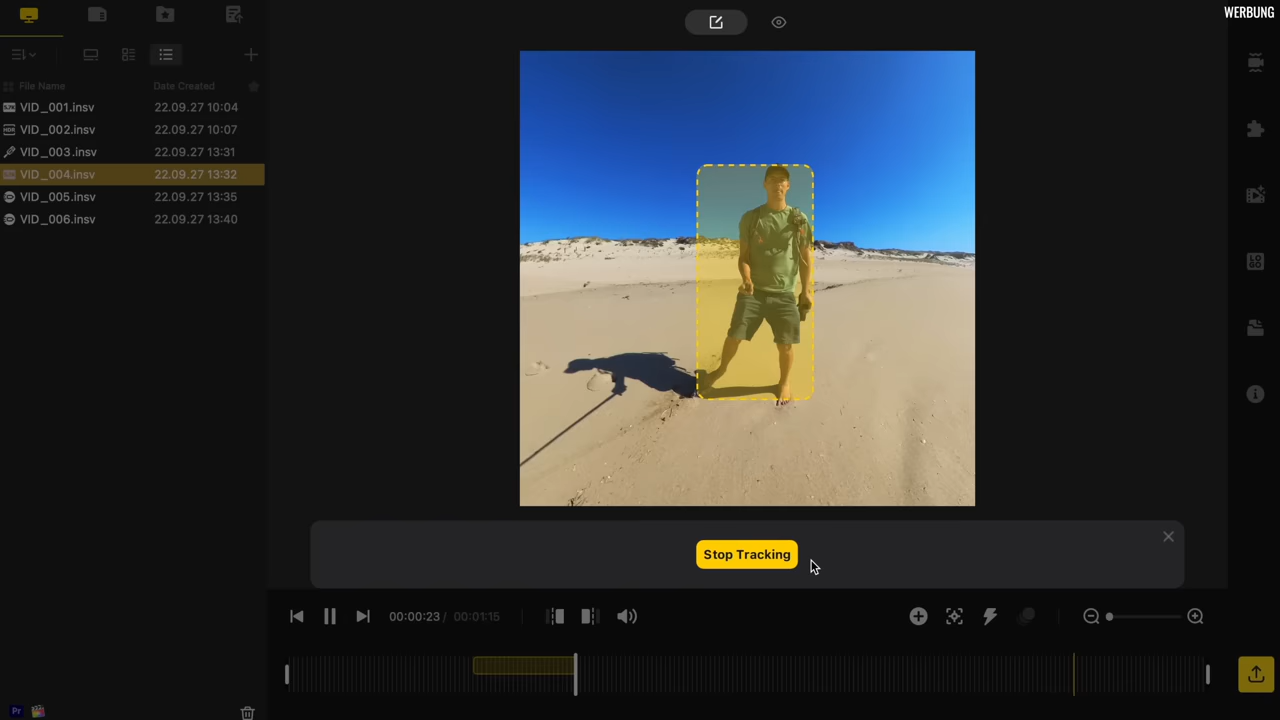 WERBUNG
File Name Date Created
VID_001.insv 22.09.27 10:04
VID_002.insv 22.09.27 10:07
VID_003.insv 22.09.27 13:31
VID_004.insv 22.09.27 13:32
VID_005.insv 22.09.27 13:35
VID_006.insv 22.09.27 13:40
Stop Tracking
00:00:23 / 00:01:15
LOGO
Pr